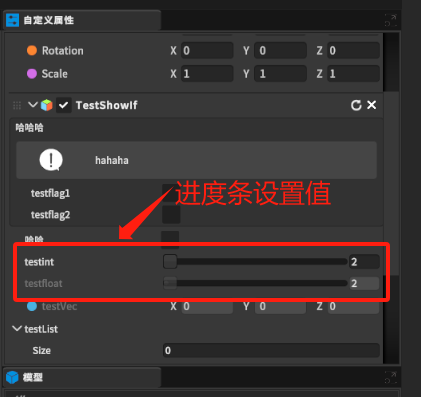 自定义属性
Rotation X 0 Y 0 Z 0
Scale X 1 Y 1 Z 1
TestShowIf
哈哈哈
hahaha
testflag1
进度条设置值
testflag2
哈哈
testint 2
testfloat 2
testVec X 0 Y 0 Z 0
testList
Size 0
模型